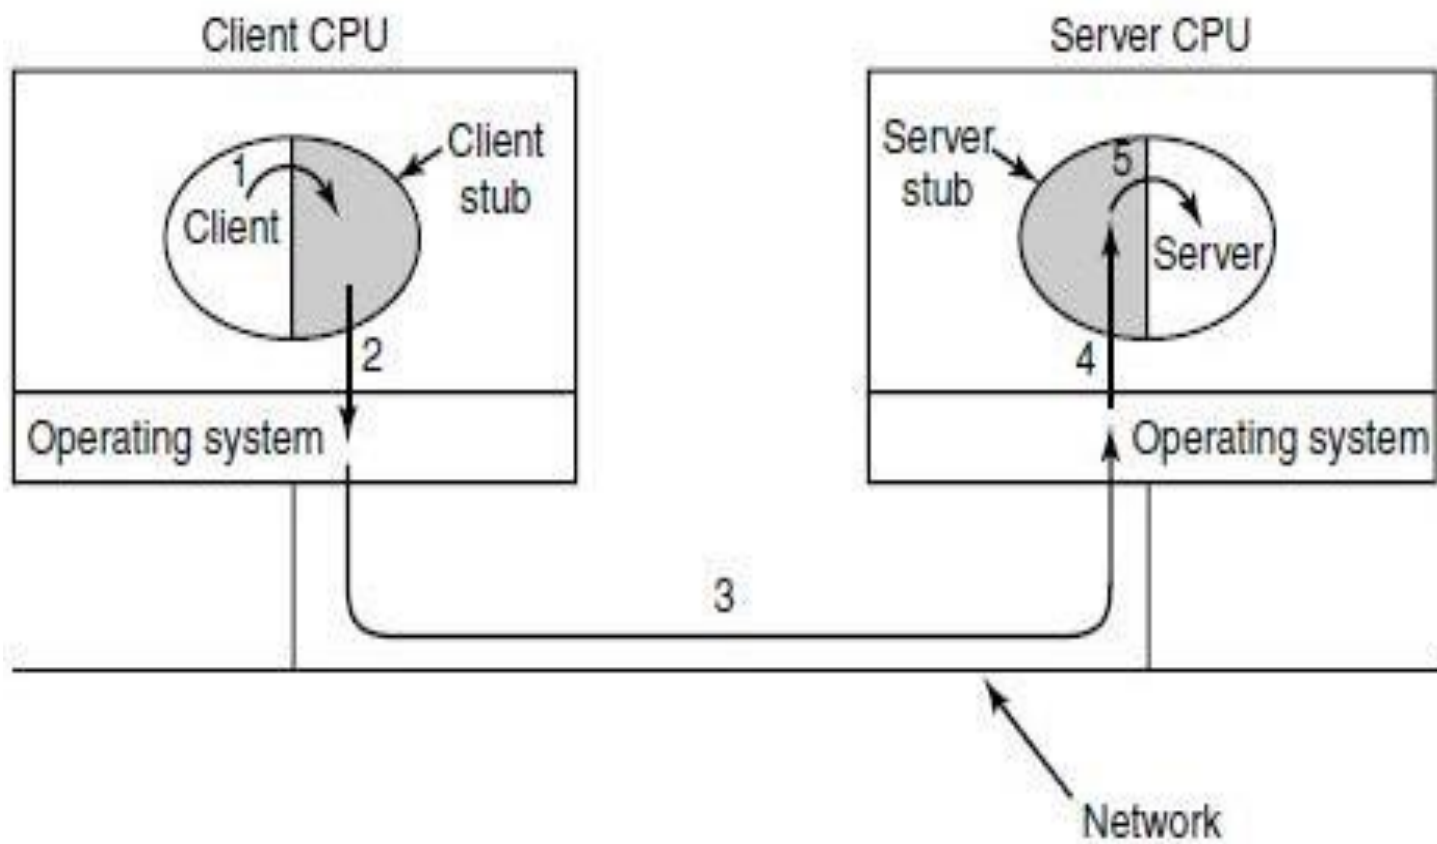 Client CPU
Server CPU
Client
stub
Server
stub
1
5
Client
Server
2
4
Operating system
Operating system
3
Network